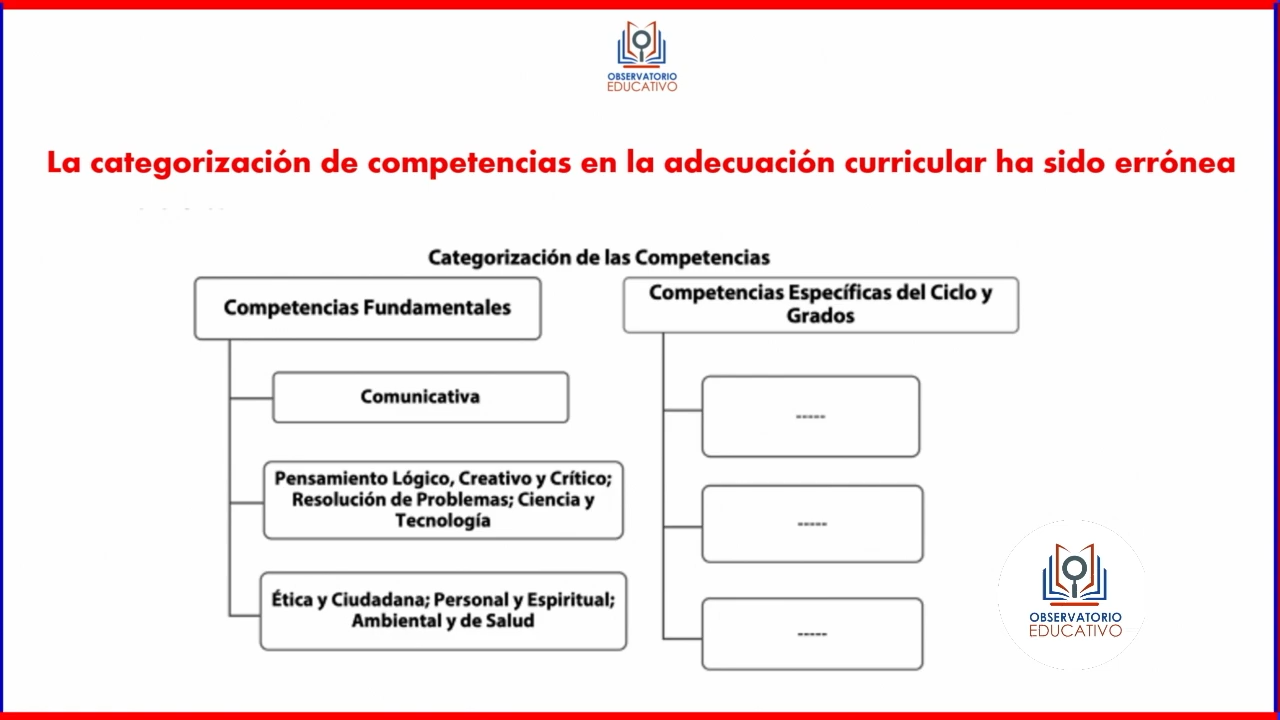 OBSERVATORIO
EDUCATIVO
La categorización de competencias en la adecuación curricular ha sido errónea
Categorización de las Competencias
Competencias Fundamentales
Comunicativa
Pensamiento Lógico, Creativo y Crítico;
Resolución de Problemas; Ciencia y
Tecnología
Ética y Ciudadana; Personal y Espiritual;
Ambiental y de Salud
Competencias Específicas del Ciclo y
Grados
-----
-----
-----
OBSERVATORIO
EDUCATIVO